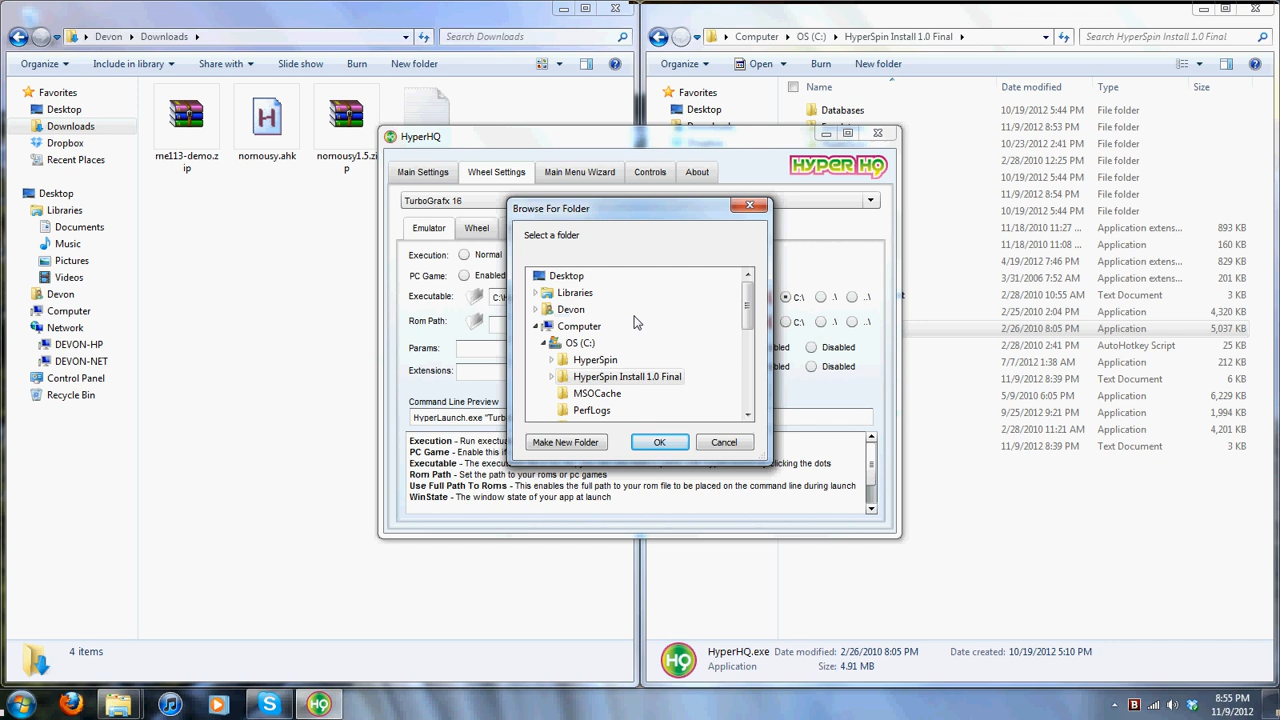 Devon
Downloads
Search Downloads
Organize
Include in library
Share with
Slide show
Burn
New folder
Favorites
Desktop
Downloads
Dropbox
Recent Places
Desktop
Libraries
Documents
Music
Pictures
Videos
Devon
Computer
Network
DEVON-HP
DEVON-NET
Control Panel
Recycle Bin
me113-demo.z
ip
nomousy.ahk
nomousy1.5.zi
p
4 items
Computer
OS (C:)
HyperSpin Install 1.0 Final
Search HyperSpin Install 1.0 Final
Organize
Open
Burn
New folder
Favorites
Desktop
Name
Date modified
Type
Size
Databases
10/19/2012 5:44 PM File folder
11/9/2012 8:53 PM File folder
10/23/2012 2:41 PM File folder
2/28/2010 12:25 PM File folder
10/19/2012 5:44 PM File folder
11/9/2012 8:54 PM File folder
10/19/2012 5:44 PM File folder
11/18/2010 11:27 ... Application extens... 893 KB
11/18/2010 11:08 ... Application 160 KB
4/19/2012 7:46 PM Application extens... 829 KB
3/31/2006 7:52 AM Application extens... 69 KB
2/28/2010 10:55 AM Text Document 1 KB
2/25/2010 2:04 PM Application 4,320 KB
2/26/2010 8:05 PM Application 5,037 KB
2/28/2010 2:42 PM AutoHotkey Script 25 KB
7/7/2012 1:38 AM Application 1 KB
11/9/2012 8:39 PM Text Document 6 KB
5/9/2010 6:05 PM Application 6,229 KB
9/25/2012 9:21 PM Application 1,994 KB
2/28/2010 11:21 AM Application 4,201 KB
11/9/2012 8:39 PM Text Document 3 KB
HyperHQ
HYPER HQ
Main Settings
Wheel Settings
Main Menu Wizard
Controls
About
TurboGrafx 16
Emulator
Wheel
Execution:
Normal
PC Game:
Enabled
Executable:
C:\
..\
Rom Path:
C:\
.\
..\
Params:
Disabled
Extensions:
Disabled
Command Line Preview
HyperLaunch.exe "Turb
Execution - Run execut
PC Game - Enable this if
Executable - The execu
clicking the dots
Rom Path - Set the path to your roms or pc games
Use Full Path To Roms - This enables the full path to your rom file to be placed on the command line during launch
WinState - The window state of your app at launch
Browse For Folder
Select a folder
Desktop
Libraries
Devon
Computer
OS (C:)
HyperSpin
HyperSpin Install 1.0 Final
MSOCache
PerfLogs
Make New Folder
OK
Cancel
HQ
HyperHQ.exe Date modified: 2/26/2010 8:05 PM Date created: 10/19/2012 5:10 PM
Application Size: 4.91 MB
8:55 PM
11/9/2012